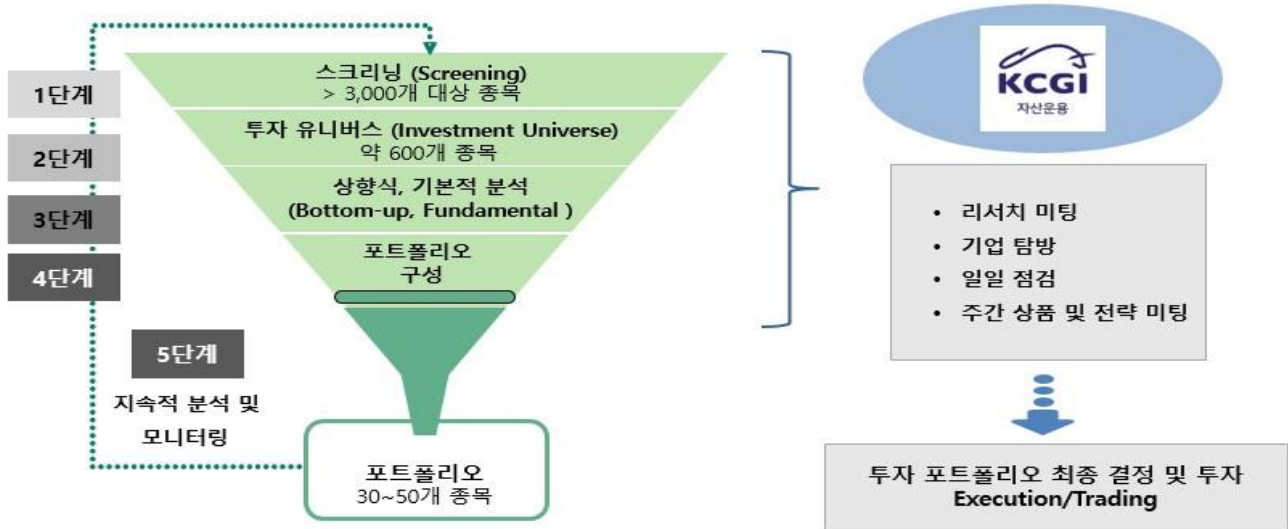 1단계
2단계
3단계
4단계
5단계
지속적 분석 및
모니터링
스크리닝 (Screening)
> 3,000개 대상 종목
투자 유니버스 (Investment Universe)
약 600개 종목
상향식, 기본적 분석
(Bottom-up, Fundamental )
포트폴리오
구성
포트폴리오
30~50개 종목
KCGI
자산운용
• 리서치 미팅
• 기업 탐방
• 일일 점검
• 주간 상품 및 전략 미팅
투자 포트폴리오 최종 결정 및 투자
Execution/Trading